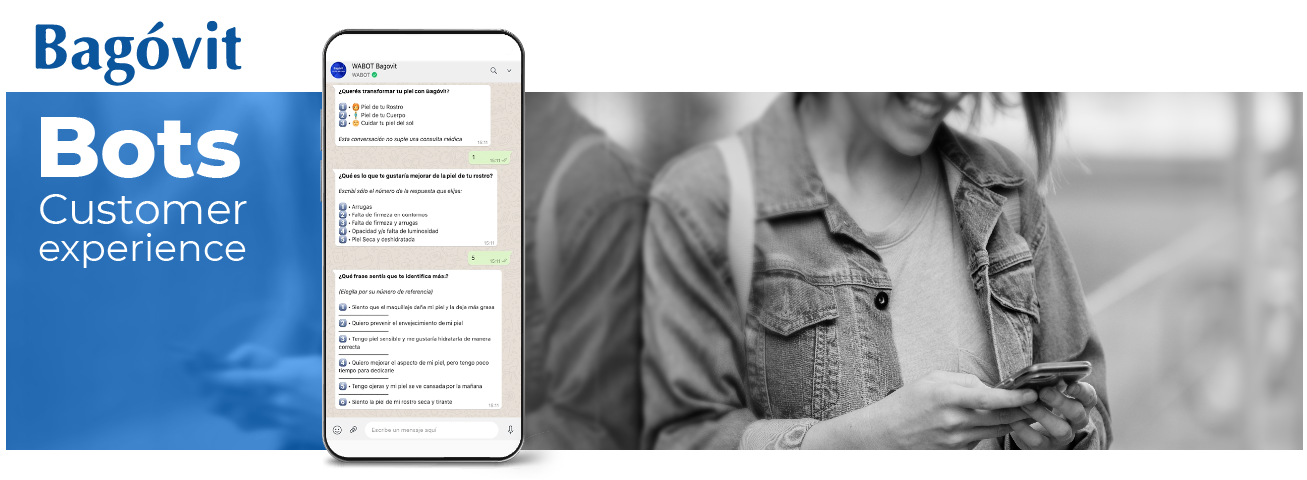 Bagóvit
Bots
Customer
experience
WABOT Bagovit
WABOT
¿Querés transformar tu piel con Bagóvit?
1 • Piel de tu Rostro
2 • Piel de tu Cuerpo
3 • Cuidar tu piel del sol
Esta conversación no suple una consulta médica
15:11
1
15:11
¿Qué es lo que te gustaría mejorar de la piel de tu rostro?
Escribí sólo el número de la respuesta que elijas:
1 • Arrugas
2 • Falta de firmeza en contornos
3 • Falta de firmeza y arrugas
4 • Opacidad y/o falta de luminosidad
5 • Piel Seca y deshidratada
15:11
5
15:11
¿Qué frase sentís que te identifica más?
(Elegila por su número de referencia)
1 • Siento que el maquillaje daña mi piel y la deja más grasa
2 • Quiero prevenir el envejecimiento de mi piel
3 • Tengo piel sensible y me gustaría hidratarla de manera
correcta
4 • Quiero mejorar el aspecto de mi piel, pero tengo poco
tiempo para dedicarle
5 • Tengo ojeras y mi piel se ve cansada por la mañana
6 • Siento la piel de mi rostro seca y tirante
15:11
Escribe un mensaje aquí